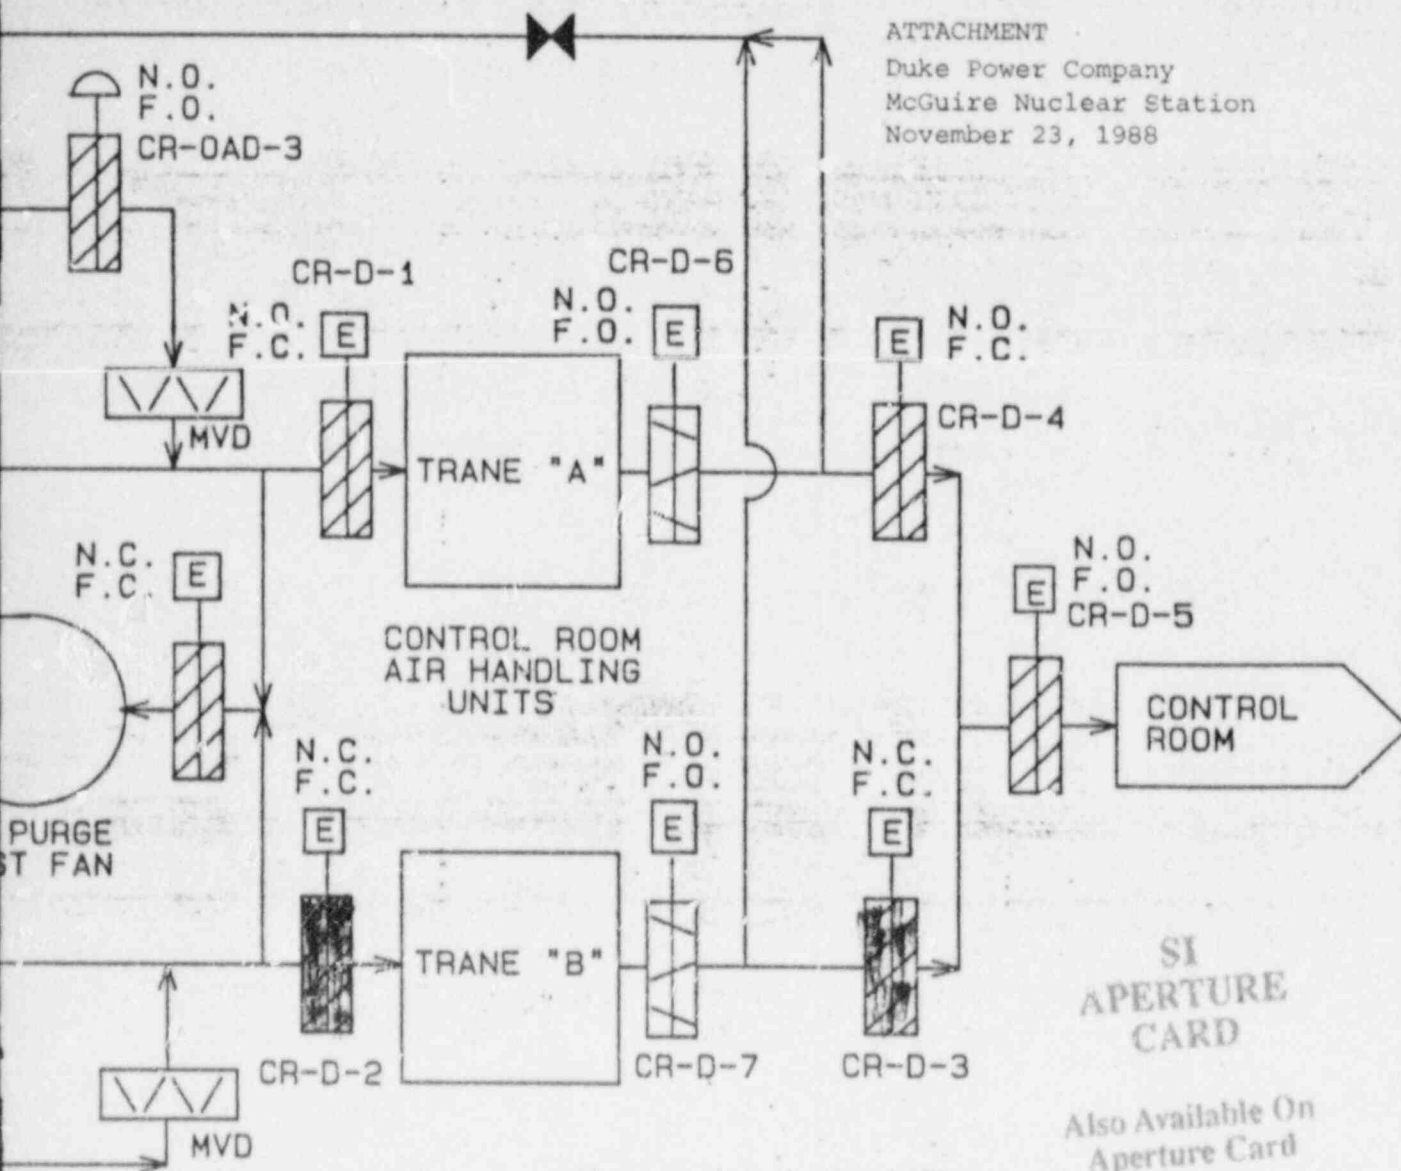 ATTACHMENT
Duke Power Company
McGuire Nuclear Station
November 23, 1988
N.O.
F.O.
CR-OAD-3
CR-D-1
N.O.
F.C.
E
CR-D-6
N.O.
F.O.
E
E
N.O.
F.C.
CR-D-4
MVD
TRANE "A"
N.C.
F.C.
E
N.O.
F.O.
E
CR-D-5
CONTROL ROOM
AIR HANDLING
UNITS
CONTROL
ROOM
N.C.
F.C.
E
N.O.
F.O.
E
N.C.
F.C.
E
PURGE
ST FAN
TRANE "B"
CR-D-2
CR-D-7
CR-D-3
MVD
SI
APERTURE
CARD
Also Available On
Aperture Card